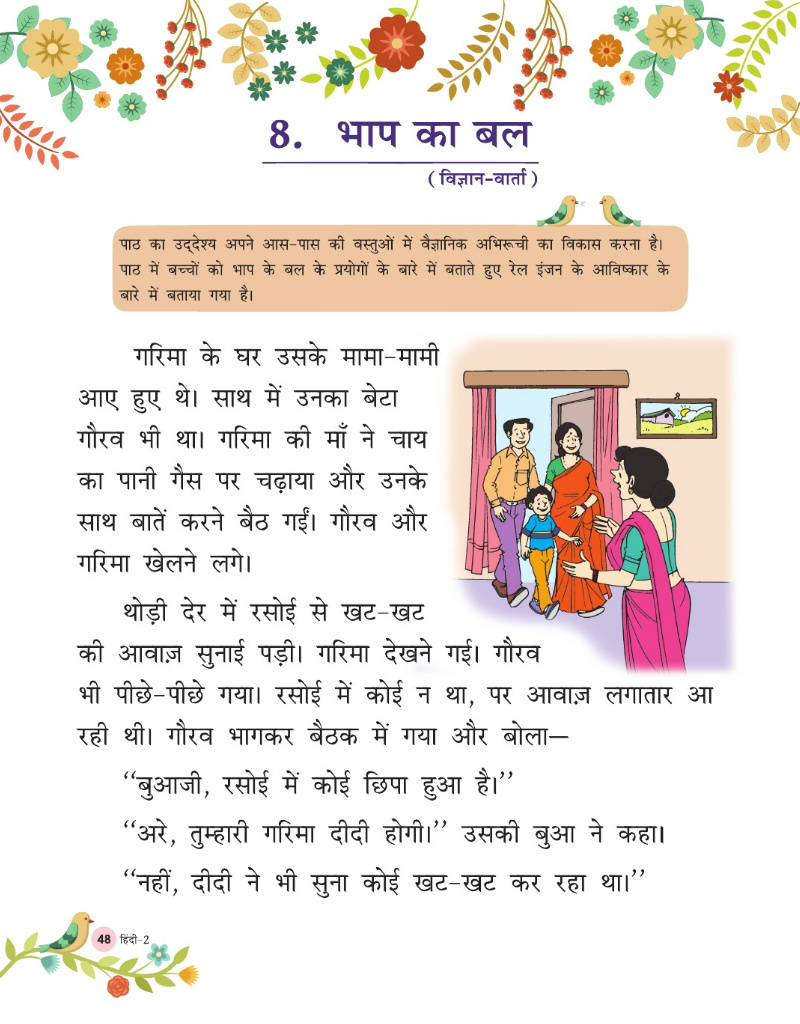 8. भाप का बल
(विज्ञान-वार्ता)
पाठ का उद्देश्य अपने आस-पास की वस्तुओं में वैज्ञानिक अभिरूची का विकास करना है।
पाठ में बच्चों को भाप के बल के प्रयोगों के बारे में बताते हुए रेल इंजन के आविष्कार के
बारे में बताया गया है।
गरिमा के घर उसके मामा-मामी
आए हुए थे। साथ में उनका बेटा
गौरव भी था। गरिमा की माँ ने चाय
का पानी गैस पर चढ़ाया और उनके
साथ बातें करने बैठ गईं। गौरव और
गरिमा खेलने लगे।
थोड़ी देर में रसोई से खट-खट
की आवाज़ सुनाई पड़ी। गरिमा देखने गई। गौरव
भी पीछे-पीछे गया। रसोई में कोई न था, पर आवाज़ लगातार आ
रही थी। गौरव भागकर बैठक में गया और बोला—
‘‘बुआजी, रसोई में कोई छिपा हुआ है।’’
‘‘अरे, तुम्हारी गरिमा दीदी होगी।’’ उसकी बुआ ने कहा।
‘‘नहीं, दीदी ने भी सुना कोई खट-खट कर रहा था।’’
48 हिंदी-2